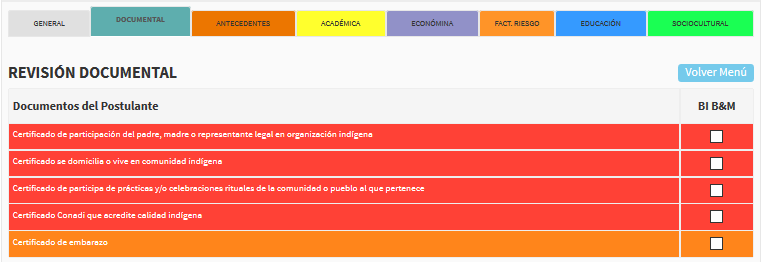 GENERAL
DOCUMENTAL
ANTECEDENTES
ACADÉMICA
ECONÓMINA
FACT. RIESGO
EDUCACIÓN
SOCIOCULTURAL
REVISIÓN DOCUMENTAL
Volver Menú
Documentos del Postulante
BI B&M
Certificado de participación del padre, madre o representante legal en organización indígena
Certificado se domicilia o vive en comunidad indígena
Certificado de participa de prácticas y/o celebraciones rituales de la comunidad o pueblo al que pertenece
Certificado Conadi que acredite calidad indígena
Certificado de embarazo